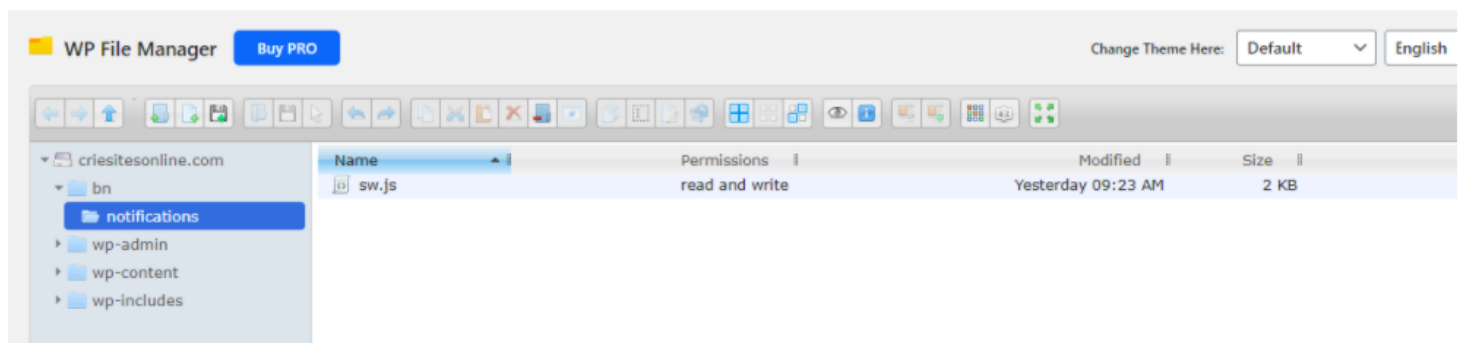 WP File Manager Buy PRO Change Theme Here: Default English
criesitesonline.com
bn
notifications
wp-admin
wp-content
wp-includes
Name Permissions Modified Size
sw.js read and write Yesterday 09:23 AM 2 KB